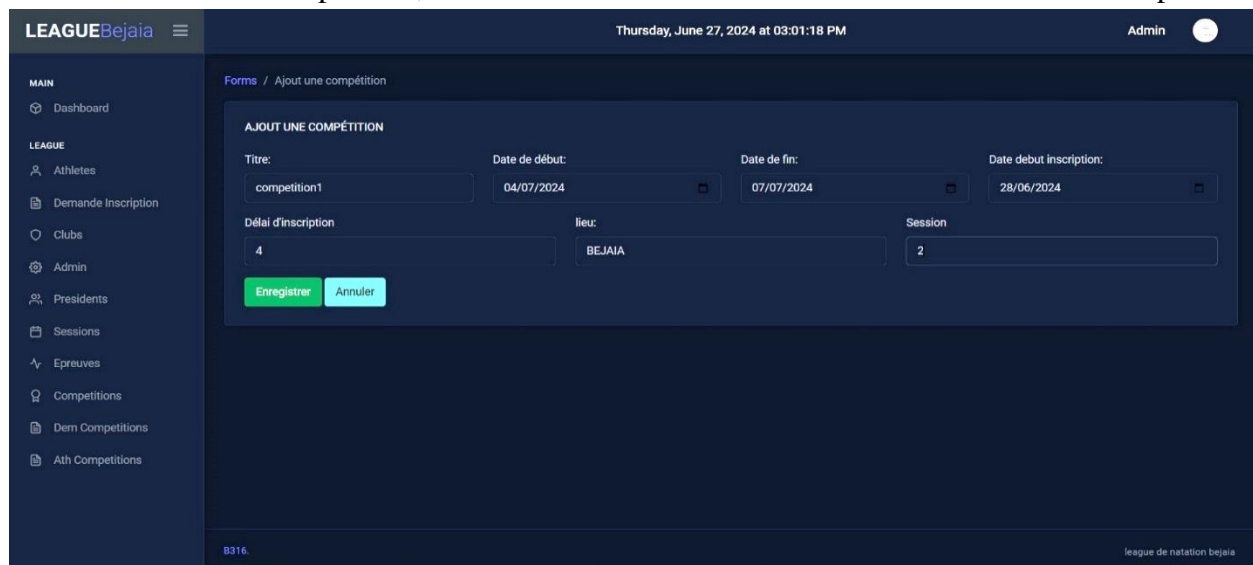 LEAGUEBejaia
Thursday, June 27, 2024 at 03:01:18 PM
Admin
MAIN
Dashboard
LEAGUE
Athletes
Demande Inscription
Clubs
Admin
Presidents
Sessions
Epreuves
Competitions
Dem Competitions
Ath Competitions
Forms / Ajout une compétition
AJOUT UNE COMPÉTITION
Titre: Date de début: Date de fin: Date debut inscription:
competition1 04/07/2024 07/07/2024 28/06/2024
Délai d'inscription lieu: Session
4 BEJAIA 2
Enregistrer Annuler
B316.
league de natation bejaia